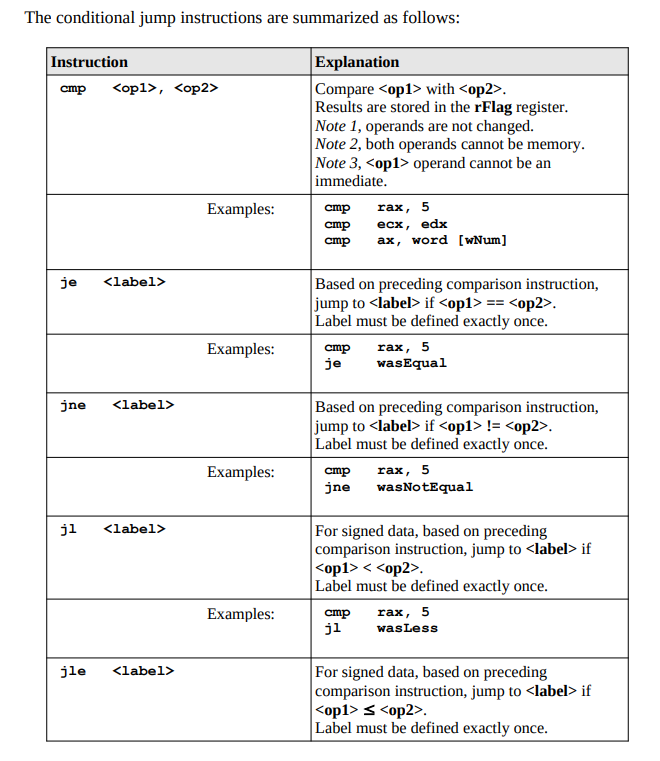 The conditional jump instructions are summarized as follows:
Instruction Explanation
cmp <op1>, <op2> Compare <op1> with <op2>.
Results are stored in the rFlag register.
Note 1, operands are not changed.
Note 2, both operands cannot be memory.
Note 3, <op1> operand cannot be an
immediate.
Examples: cmp rax, 5
cmp ecx, edx
cmp ax, word [wNum]
je <label> Based on preceding comparison instruction,
jump to <label> if <op1> == <op2>.
Label must be defined exactly once.
Examples: cmp rax, 5
je wasEqual
jne <label> Based on preceding comparison instruction,
jump to <label> if <op1> != <op2>.
Label must be defined exactly once.
Examples: cmp rax, 5
jne wasNotEqual
jl <label> For signed data, based on preceding
comparison instruction, jump to <label> if
<op1> < <op2>.
Label must be defined exactly once.
Examples: cmp rax, 5
jl wasLess
jle <label> For signed data, based on preceding
comparison instruction, jump to <label> if
<op1> ≤ <op2>.
Label must be defined exactly once.